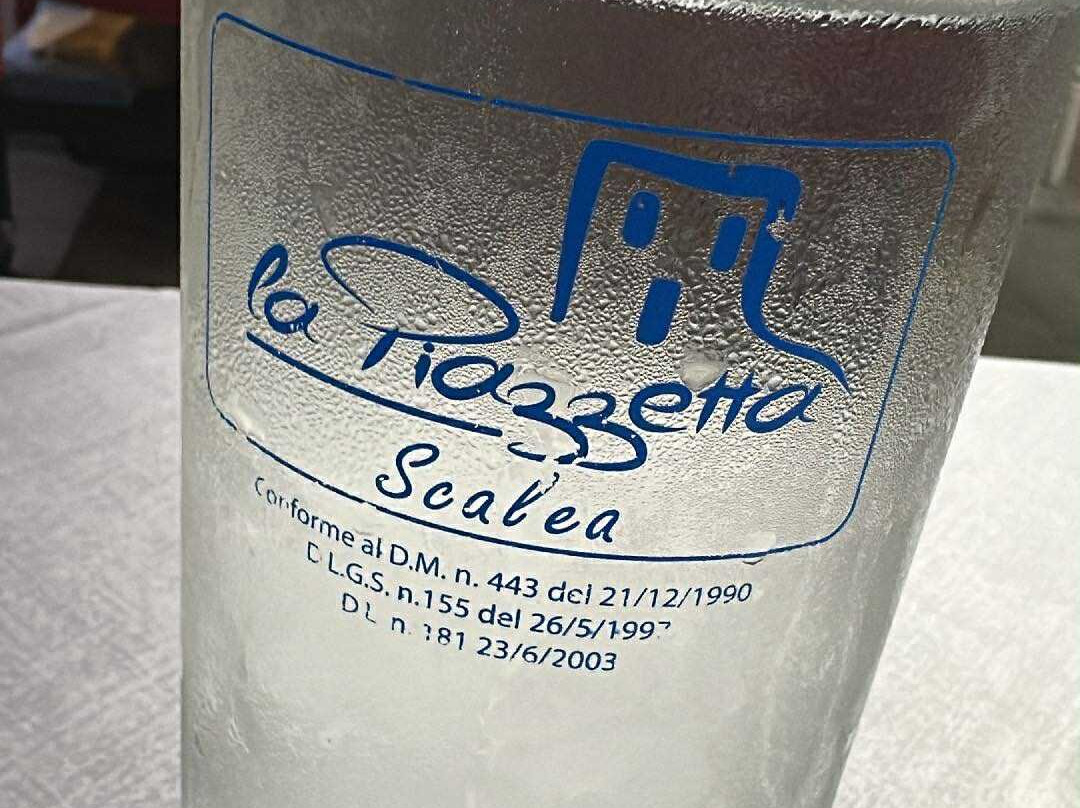 la Piazzetta
Scalea
Conforme al D.M. n. 443 del 21/12/1990
D.L.G.S. n.155 del 26/5/1997
DL n. 181 23/6/2003